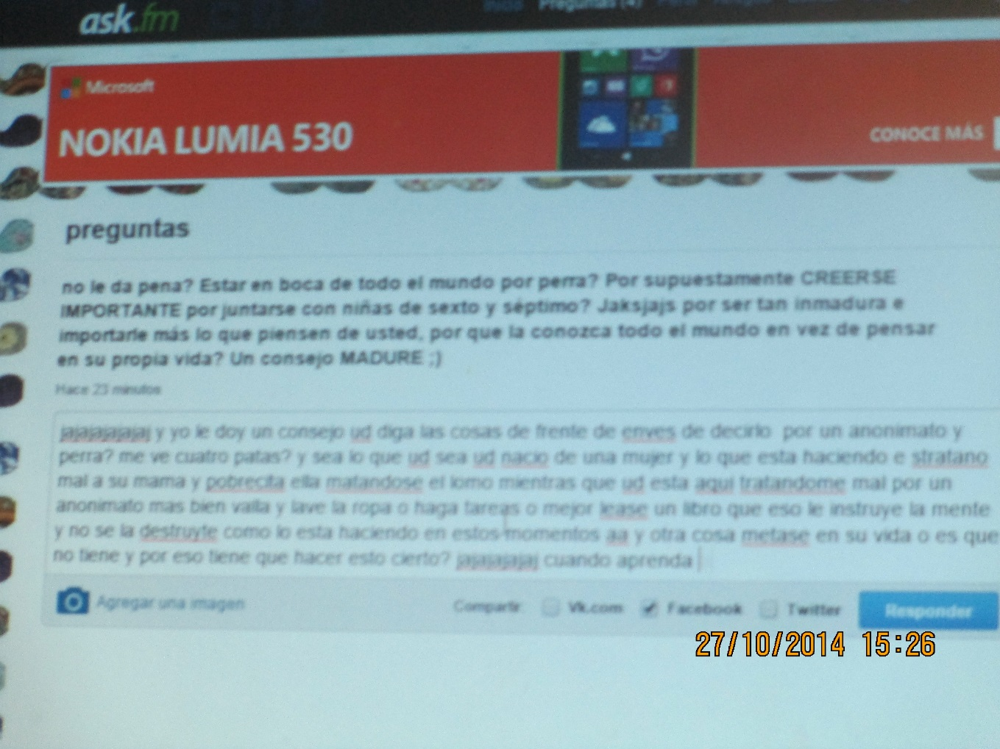 ask.fm
Inicio Preguntas (4)
Microsoft
NOKIA LUMIA 530
CONOCE MÁS
preguntas
no le da pena? Estar en boca de todo el mundo por perra? Por supuestamente CREERSE
IMPORTANTE por juntarse con niñas de sexto y séptimo? Jaksjajs por ser tan inmadura e
importarle más lo que piensen de usted, por que la conozca todo el mundo en vez de pensar
en su propia vida? Un consejo MADURE ;)
Hace 23 minutos
jajajajajajaj y yo le doy un consejo ud diga las cosas de frente de enves de decirlo por un anonimato y
perra? me ve cuatro patas? y sea lo que ud sea ud nacio de una mujer y lo que esta haciendo e stratano
mal a su mama y pobrecita ella matandose el lomo mientras que ud esta aqui tratandome mal por un
anonimato mas bien valla y lave la ropa o haga tareas o mejor lease un libro que eso le instruye la mente
y no se la destruyte como lo esta haciendo en estos momentos aa y otra cosa metase en su vida o es que
no tiene y por eso tiene que hacer esto cierto? jajajajajaj cuando aprenda
Agregar una imagen
Compartir: Vk.com Facebook Twitter
Responder
27/10/2014 15:26